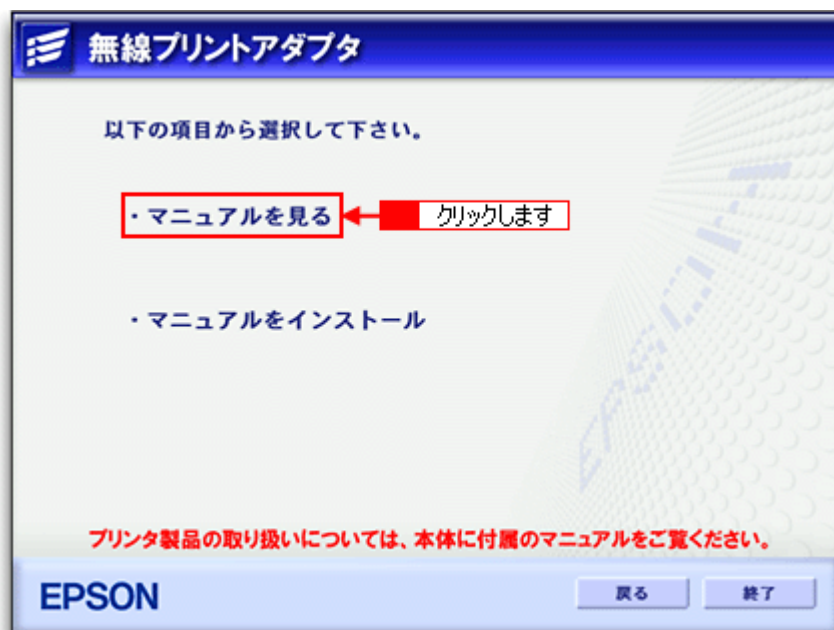 無線プリントアダプタ
以下の項目から選択して下さい。
・マニュアルを見る
クリックします
・マニュアルをインストール
EPSON
プリンタ製品の取り扱いについては、本体に付属のマニュアルをご覧ください。
EPSON
戻る
終了